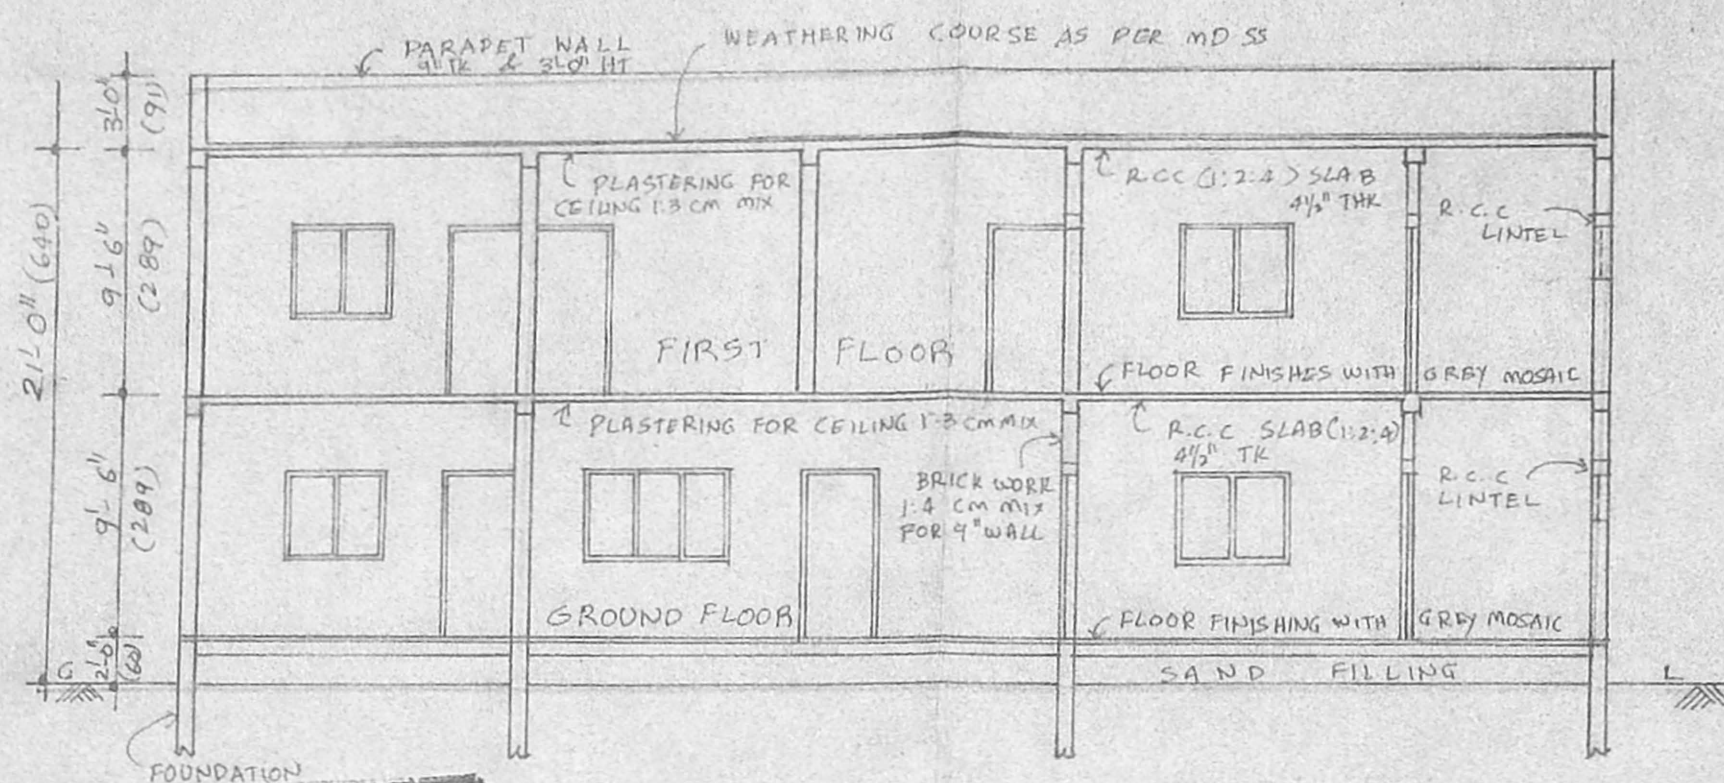 PARAPET WALL
9" TK & 3'-0" HT
WEATHERING COURSE AS PER MD SS
3'-0"
(91)
PLASTERING FOR
CEILING 1:3 CM MIX
RCC (1:2:4) SLAB
4½" THK
R.C.C
LINTEL
21'-0" (640)
9'-6"
(289)
FIRST FLOOR
FLOOR FINISHES WITH GREY MOSAIC
PLASTERING FOR CEILING 1:3 CM MIX
R.C.C SLAB (1:2:4)
4½" TK
9'-6"
(289)
BRICK WORK
1:4 CM MIX
FOR 9" WALL
R.C.C
LINTEL
GROUND FLOOR
FLOOR FINISHING WITH GREY MOSAIC
2'-0"
(60)
G
SAND FILLING
L
FOUNDATION